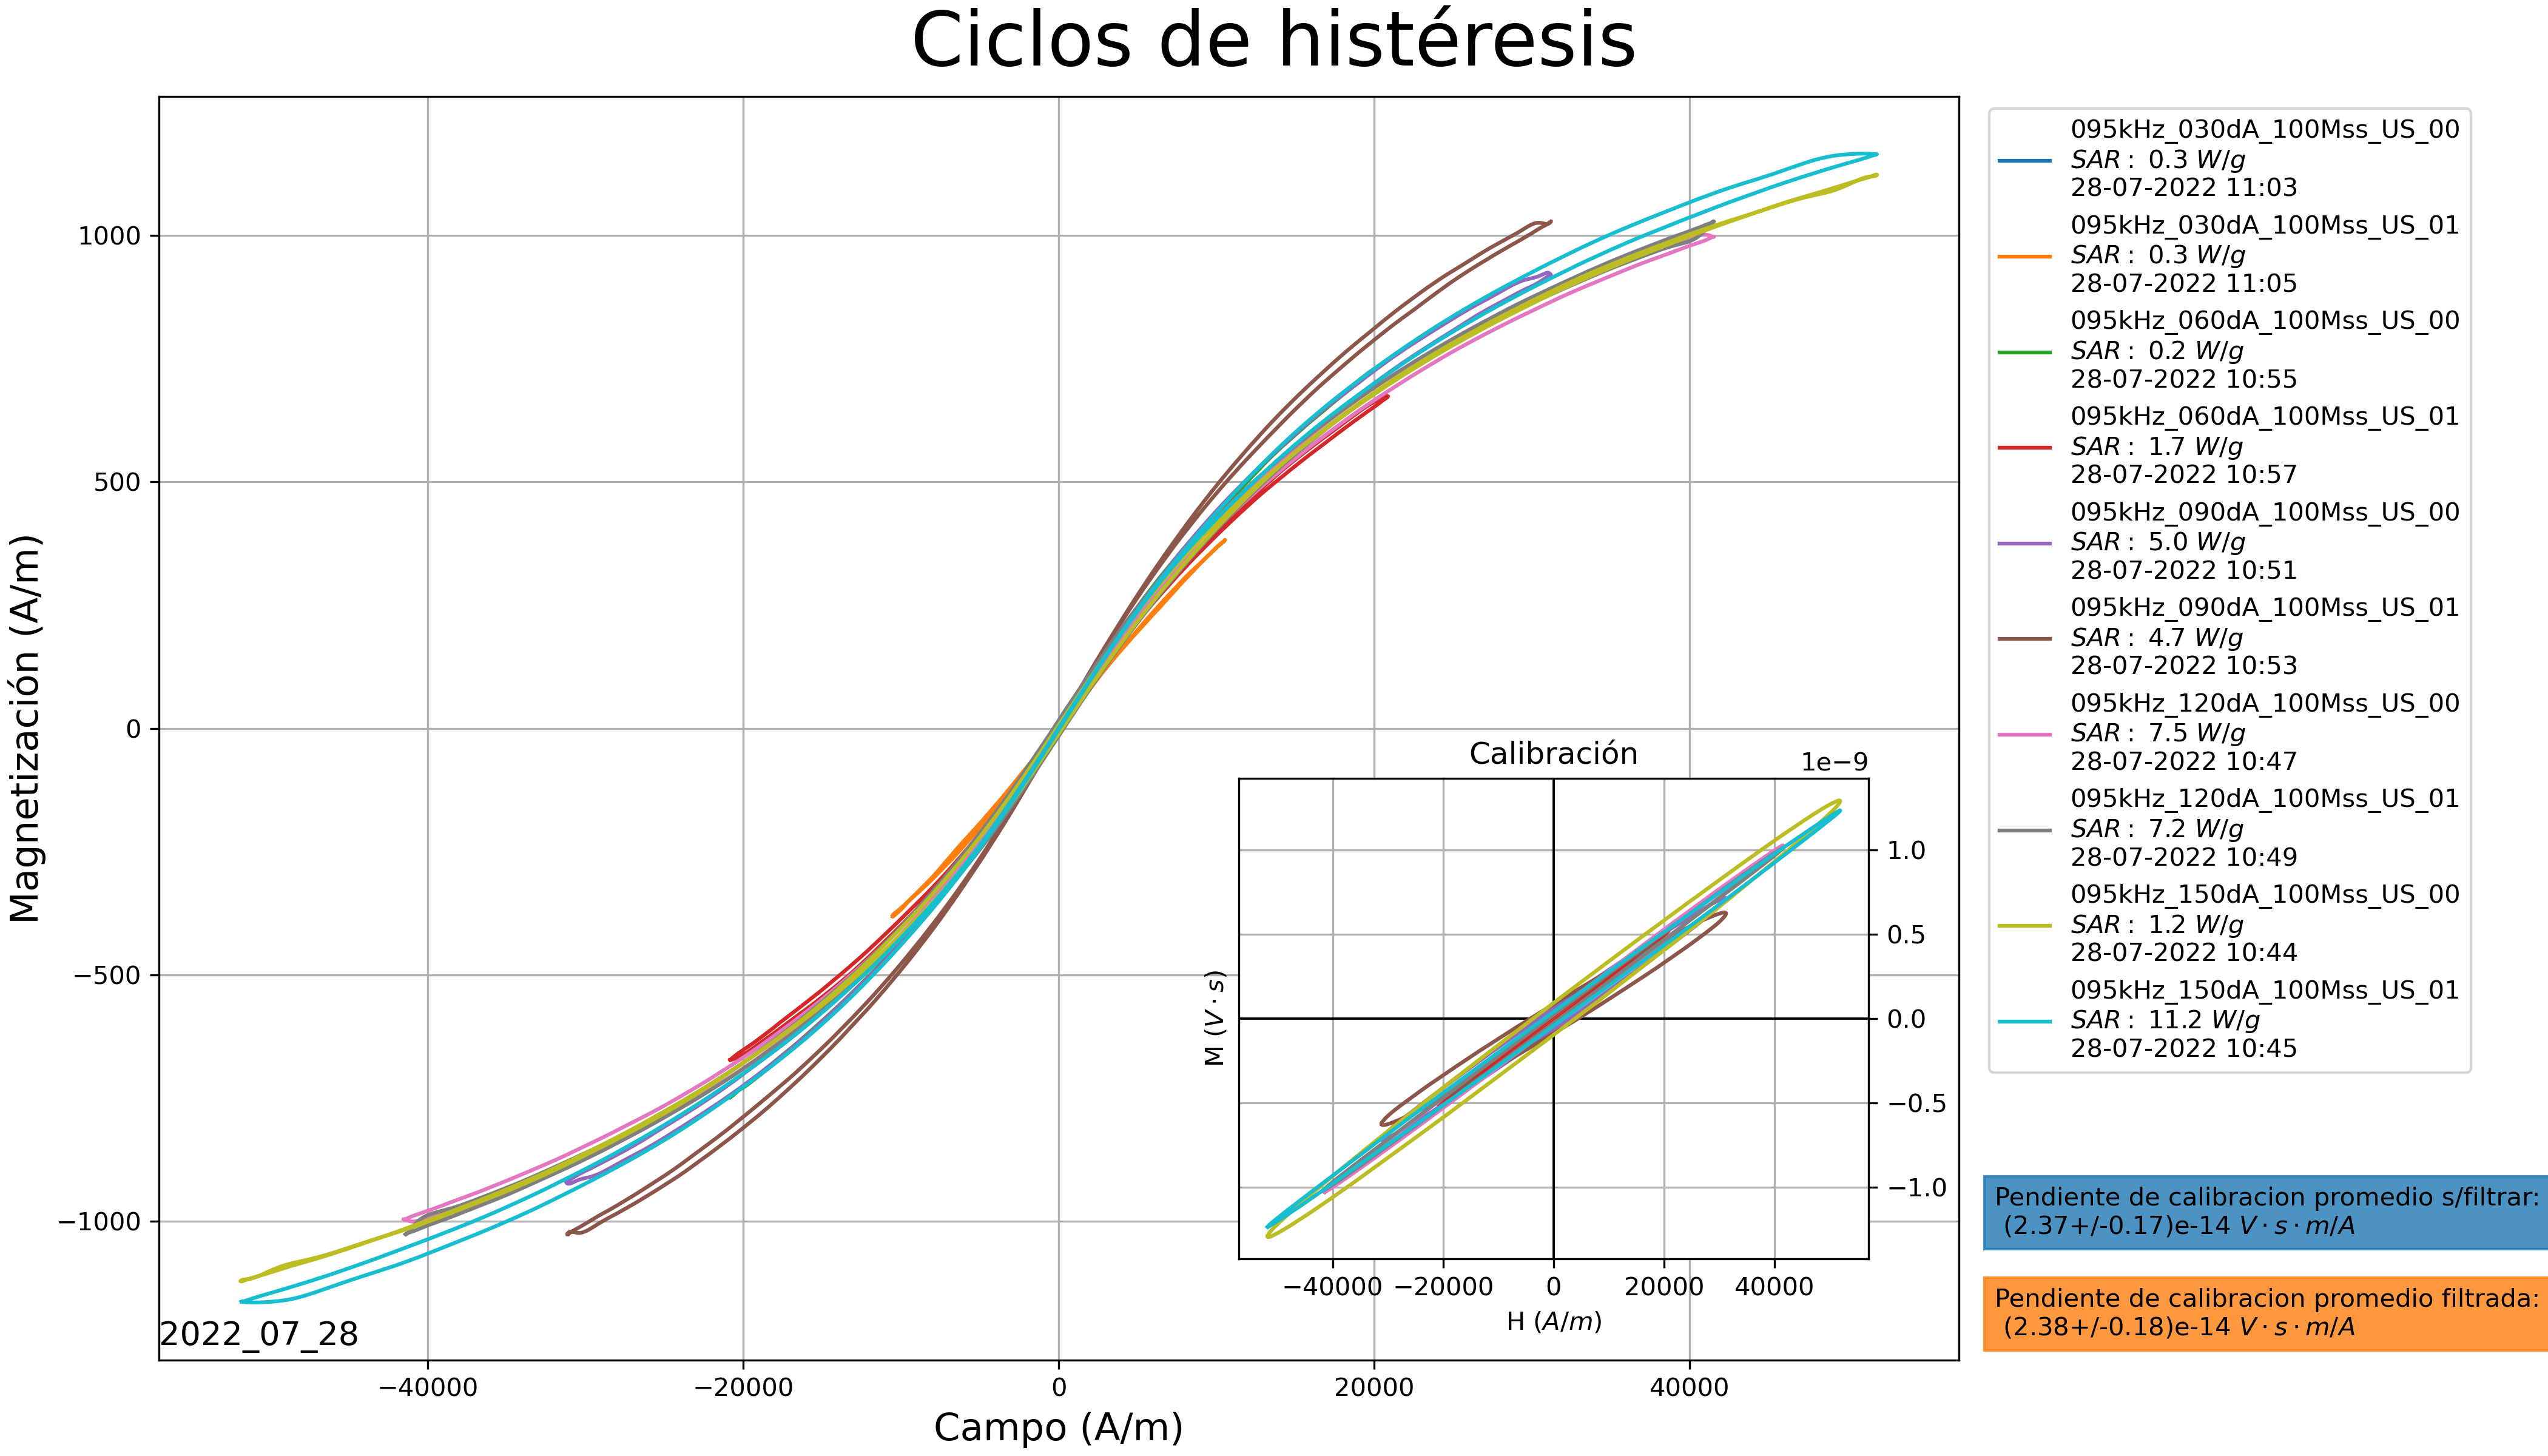 Ciclos de histéresis
Magnetización (A/m)
1000
500
0
−500
−1000
−40000
−20000
0
20000
40000
Campo (A/m)
2022_07_28
Calibración
1e−9
M (V · s)
1.0
0.5
0.0
−0.5
−1.0
−40000
−20000
0
20000
40000
H (A/m)
095kHz_030dA_100Mss_US_00
SAR : 0.3 W/g
28-07-2022 11:03
095kHz_030dA_100Mss_US_01
SAR : 0.3 W/g
28-07-2022 11:05
095kHz_060dA_100Mss_US_00
SAR : 0.2 W/g
28-07-2022 10:55
095kHz_060dA_100Mss_US_01
SAR : 1.7 W/g
28-07-2022 10:57
095kHz_090dA_100Mss_US_00
SAR : 5.0 W/g
28-07-2022 10:51
095kHz_090dA_100Mss_US_01
SAR : 4.7 W/g
28-07-2022 10:53
095kHz_120dA_100Mss_US_00
SAR : 7.5 W/g
28-07-2022 10:47
095kHz_120dA_100Mss_US_01
SAR : 7.2 W/g
28-07-2022 10:49
095kHz_150dA_100Mss_US_00
SAR : 1.2 W/g
28-07-2022 10:44
095kHz_150dA_100Mss_US_01
SAR : 11.2 W/g
28-07-2022 10:45
Pendiente de calibracion promedio s/filtrar:
(2.37+/-0.17)e-14 V · s · m/A
Pendiente de calibracion promedio filtrada:
(2.38+/-0.18)e-14 V · s · m/A